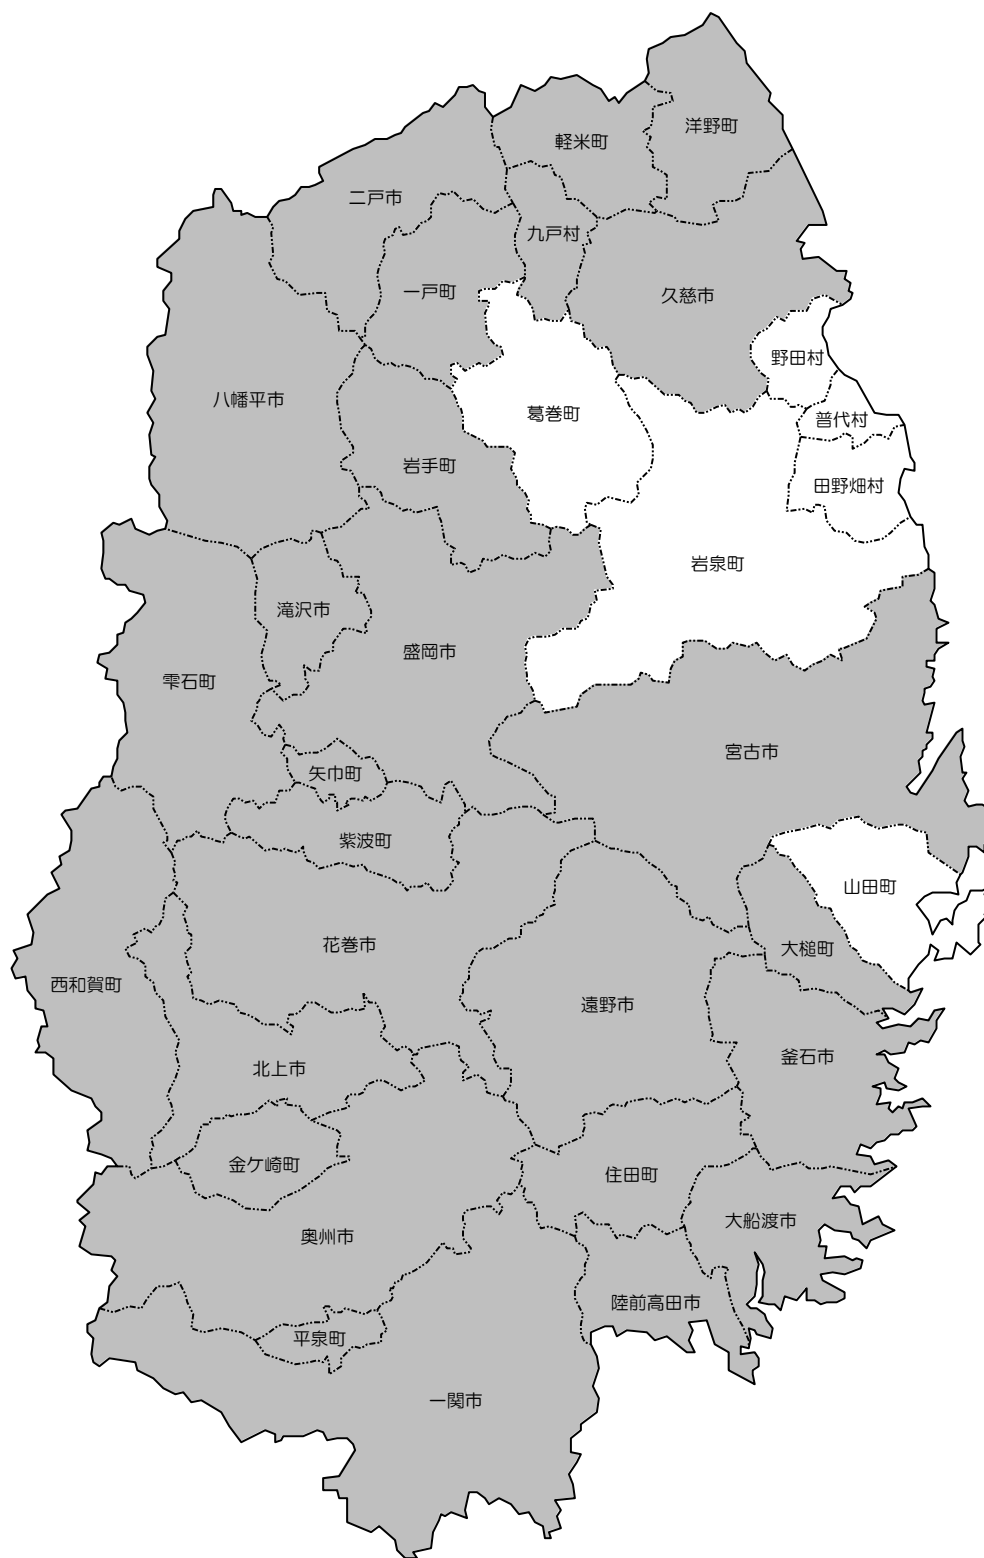 洋野町
軽米町
二戸市
九戸村
一戸町
久慈市
野田村
八幡平市
葛巻町
普代村
岩手町
田野畑村
岩泉町
滝沢市
盛岡市
雫石町
宮古市
矢巾町
紫波町
山田町
花巻市
大槌町
西和賀町
遠野市
釜石市
北上市
金ケ崎町
住田町
大船渡市
奥州市
陸前高田市
平泉町
一関市